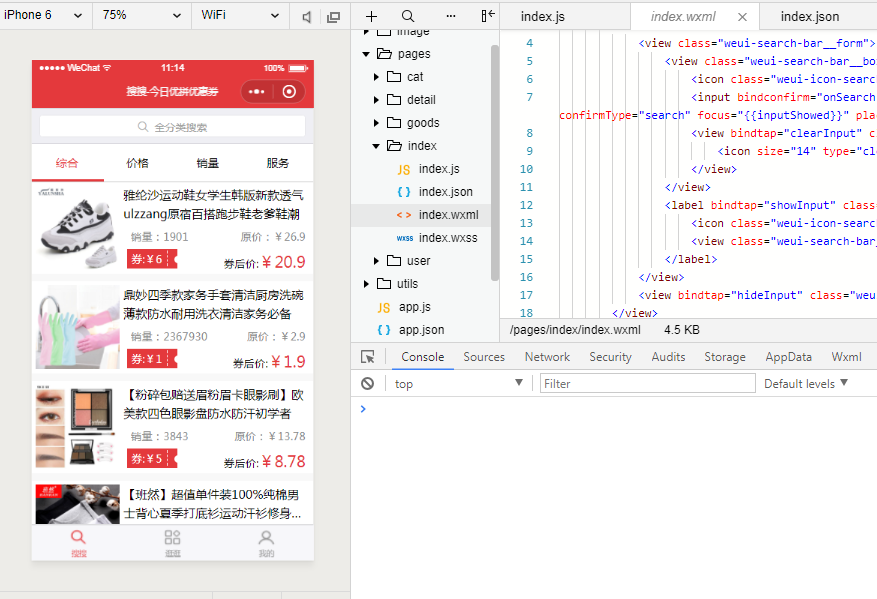 iPhone 6
75%
WiFi
WeChat
11:14
100%
搜搜-今日优拼优惠券
全分类搜索
综合
价格
销量
服务
雅纶沙运动鞋女学生韩版新款透气
ulzzang原宿百搭跑步鞋老爹鞋潮
销量：1901
原价：￥26.9
券:￥6
券后价:￥20.9
鼎妙四季款家务手套清洁厨房洗碗
薄款防水耐用洗衣清洁家务必备
销量：2367930
原价：￥2.9
券:￥1
券后价:￥1.9
【粉碎包赔送眉粉眉卡眼影刷】欧
美款四色眼影盘防水防汗初学者
销量：3843
原价：￥13.78
券:￥5
券后价:￥8.78
【班然】超值单件装100%纯棉男
士背心夏季打底衫运动汗衫修身...
搜搜
逛逛
我的
image
pages
cat
detail
goods
index
JS index.js
{ } index.json
< > index.wxml
wxss index.wxss
user
utils
JS app.js
{ } app.json
index.js
index.wxml
index.json
4 <view class="weui-search-bar__form">
5 <view class="weui-search-bar__bo
6 <icon class="weui-icon-sear
7 <input bindconfirm="onSearch
confirmType="search" focus="{{inputShowed}}" pla
8 <view bindtap="clearInput" c
9 <icon size="14" type="cl
10 </view>
11 </view>
12 <label bindtap="showInput" class
13 <icon class="weui-icon-sear
14 <view class="weui-search-bar_
15 </label>
16 </view>
17 <view bindtap="hideInput" class="weu
18 </view>
/pages/index/index.wxml 4.5 KB
Console
Sources
Network
Security
Audits
Storage
AppData
Wxml
top
Filter
Default levels